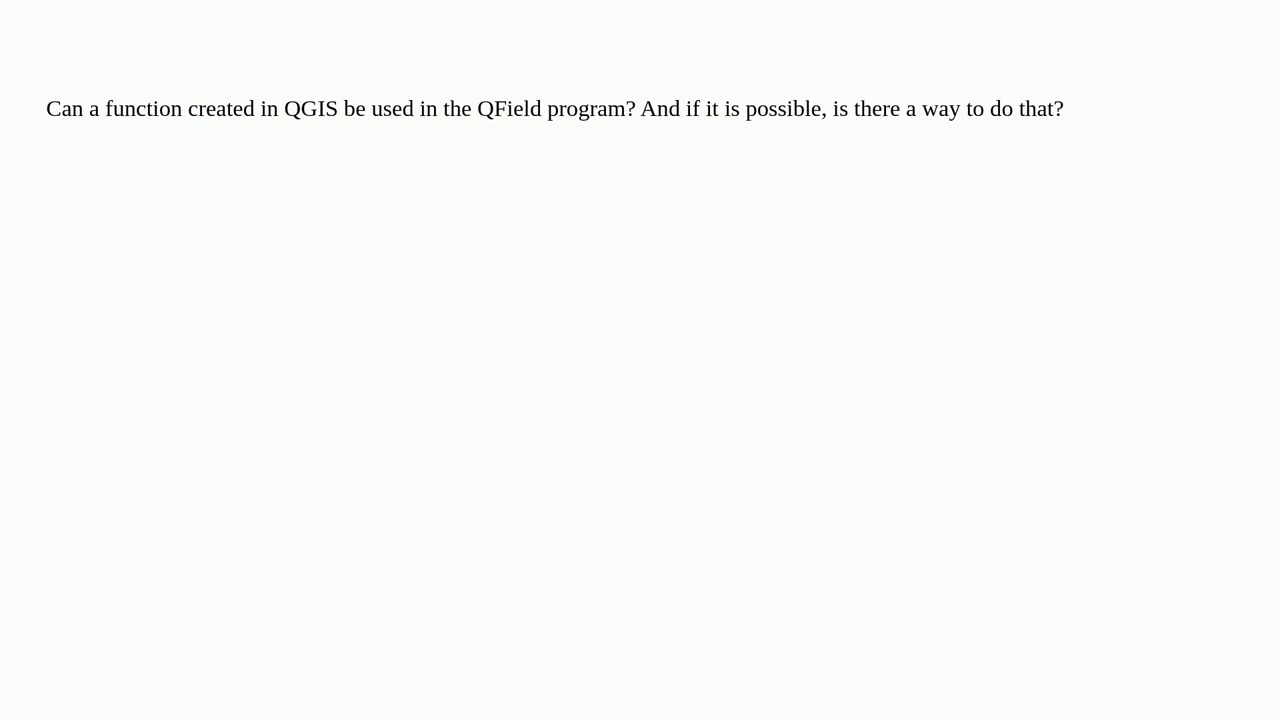 Can a function created in QGIS be used in the QField program? And if it is possible, is there a way to do that?